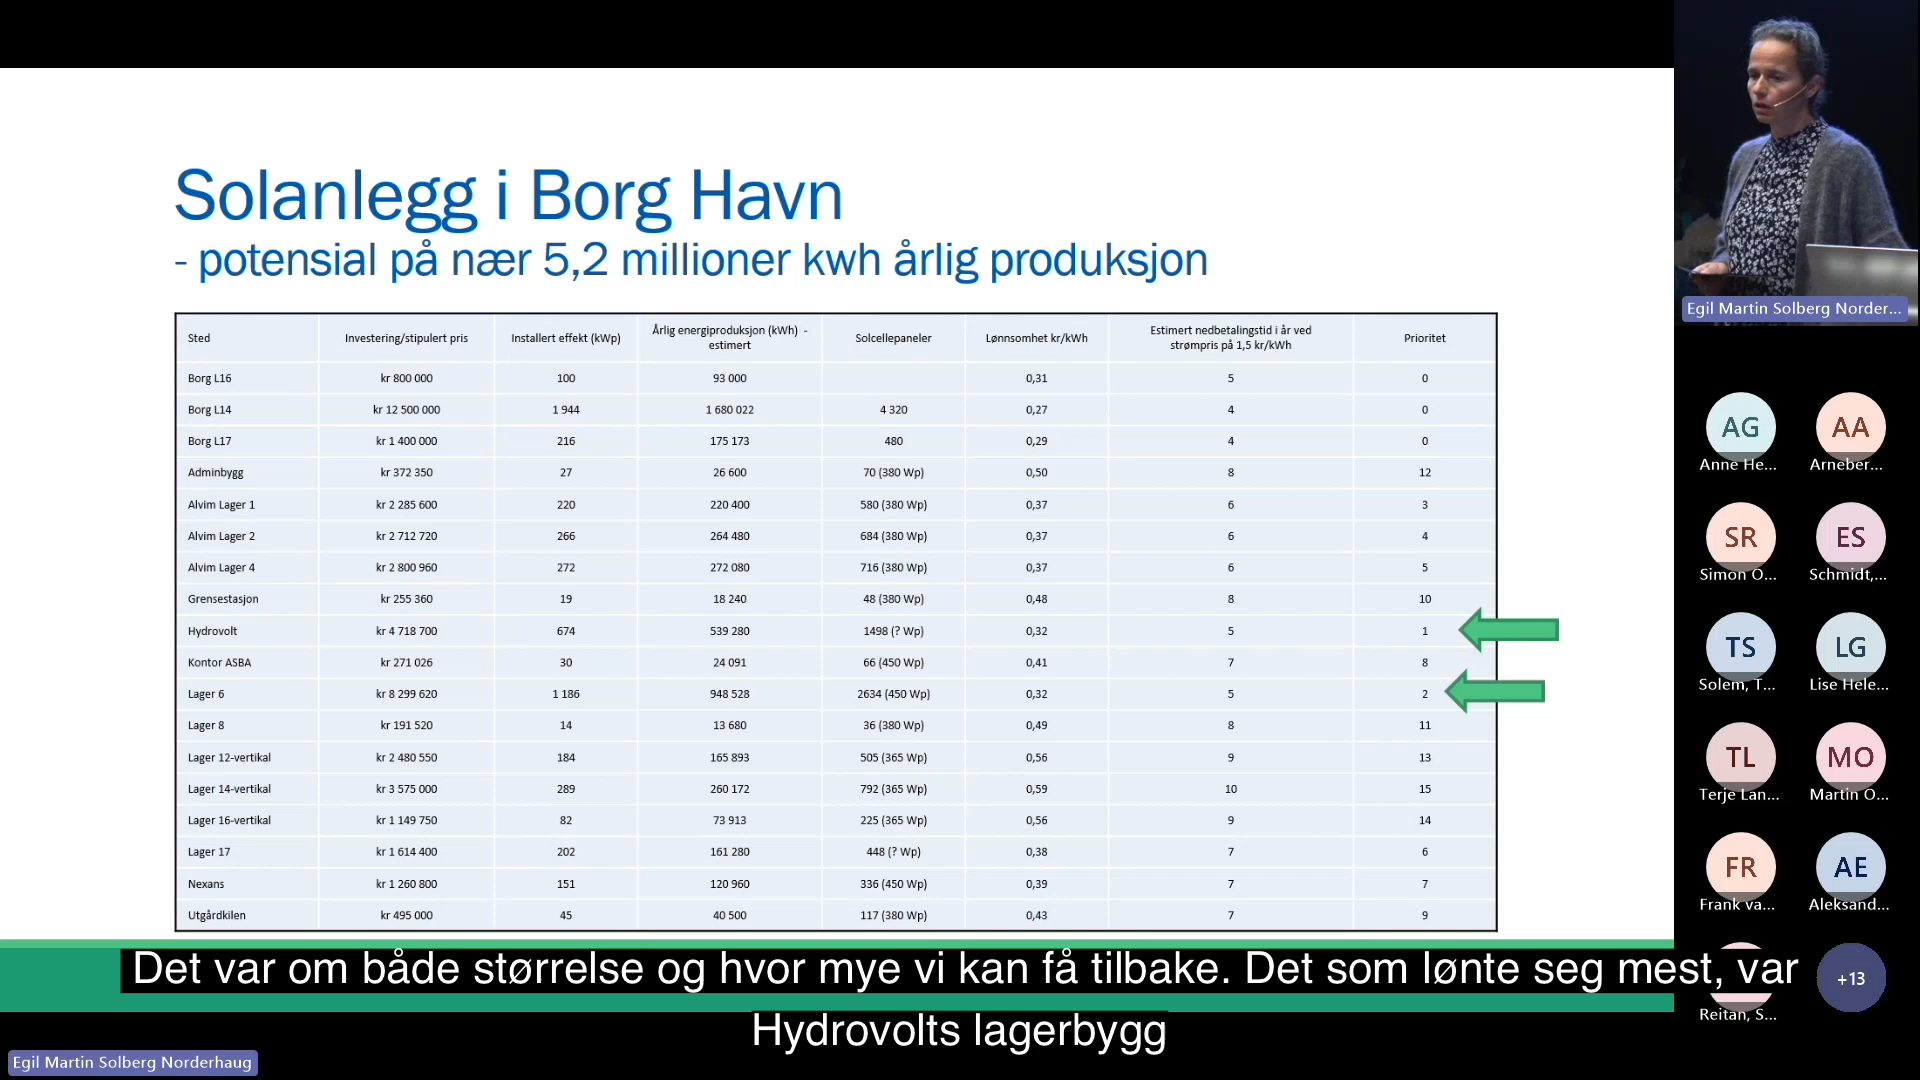 Solanlegg i Borg Havn
- potensial på nær 5,2 millioner kwh årlig produksjon
Sted Investering/stipulert pris Installert effekt (kWp) Årlig energiproduksjon (kWh) - estimert Solcellepaneler Lønnsomhet kr/kWh Estimert nedbetalingstid i år ved strømpris på 1,5 kr/kWh Prioritet
Borg L16 kr 800 000 100 93 000 0,31 5 0
Borg L14 kr 12 500 000 1 944 1 680 022 4 320 0,27 4 0
Borg L17 kr 1 400 000 216 175 173 480 0,29 4 0
Adminbygg kr 372 350 27 26 600 70 (380 Wp) 0,50 8 12
Alvim Lager 1 kr 2 285 600 220 220 400 580 (380 Wp) 0,37 6 3
Alvim Lager 2 kr 2 712 720 266 264 480 684 (380 Wp) 0,37 6 4
Alvim Lager 4 kr 2 800 960 272 272 080 716 (380 Wp) 0,37 6 5
Grensestasjon kr 255 360 19 18 240 48 (380 Wp) 0,48 8 10
Hydrovolt kr 4 718 700 674 539 280 1498 (? Wp) 0,32 5 1
Kontor ASBA kr 271 026 30 24 091 66 (450 Wp) 0,41 7 8
Lager 6 kr 8 299 620 1 186 948 528 2634 (450 Wp) 0,32 5 2
Lager 8 kr 191 520 14 13 680 36 (380 Wp) 0,49 8 11
Lager 12-vertikal kr 2 480 550 184 165 893 505 (365 Wp) 0,56 9 13
Lager 14-vertikal kr 3 575 000 289 260 172 792 (365 Wp) 0,59 10 15
Lager 16-vertikal kr 1 149 750 82 73 913 225 (365 Wp) 0,56 9 14
Lager 17 kr 1 614 400 202 161 280 448 (? Wp) 0,38 7 6
Nexans kr 1 260 800 151 120 960 336 (450 Wp) 0,39 7 7
Utgårdkilen kr 495 000 45 40 500 117 (380 Wp) 0,43 7 9
Det var om både størrelse og hvor mye vi kan få tilbake. Det som lønte seg mest, var
Hydrovolts lagerbygg
Egil Martin Solberg Norderhaug
Egil Martin Solberg Norder...
AG AA
Anne He... Arneber...
SR ES
Simon O... Schmidt,...
TS LG
Solem, T... Lise Hele...
TL MO
Terje Lan... Martin O...
FR AE
Frank va... Aleksand...
+13
Reitan, S...